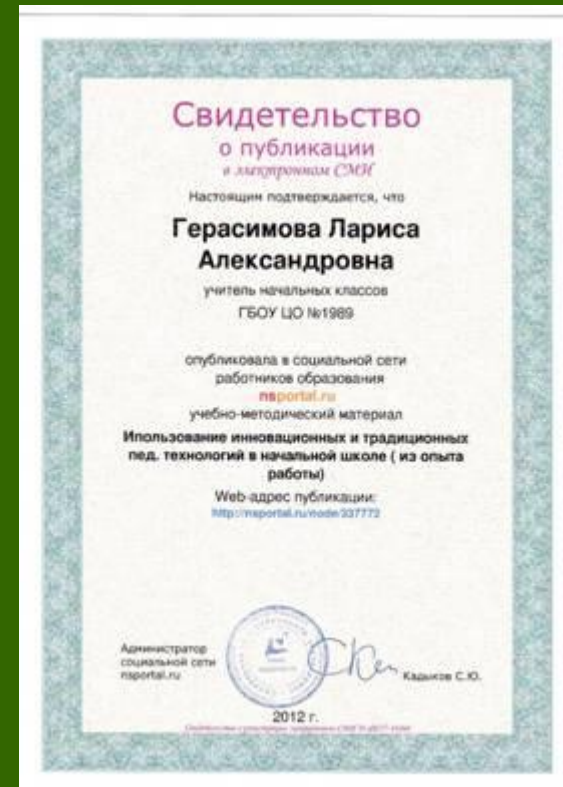 Свидетельство
о публикации
в электронном СМИ
Настоящим подтверждается, что
Герасимова Лариса
Александровна
учитель начальных классов
ГБОУ ЦО №1989
опубликовала в социальной сети
работников образования
nsportal.ru
учебно-методический материал
Ипользование инновационных и традиционных
пед. технологий в начальной школе ( из опыта
работы)
Web-адрес публикации:
http://nsportal.ru/node/337772
Администратор
социальной сети
nsportal.ru
Кадыков С.Ю.
2012 г.